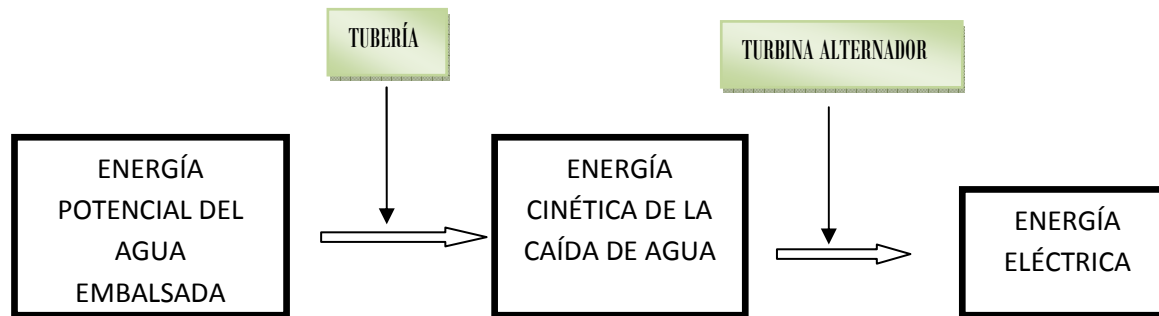 TUBERÍA
TURBINA ALTERNADOR
ENERGÍA
POTENCIAL DEL
AGUA
EMBALSADA
ENERGÍA
CINÉTICA DE LA
CAÍDA DE AGUA
ENERGÍA
ELÉCTRICA